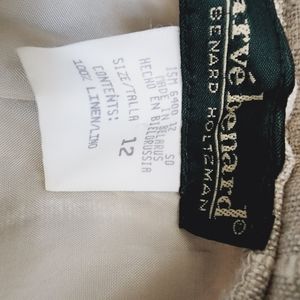 arvé benard®
BENARD HOLTZMAN
ISM 6400 12 SO
MADE IN BELARUS
HECHO EN BIELORRUSIA
SIZE/TALLA
12
CONTENTS:
100% LINEN/LINO